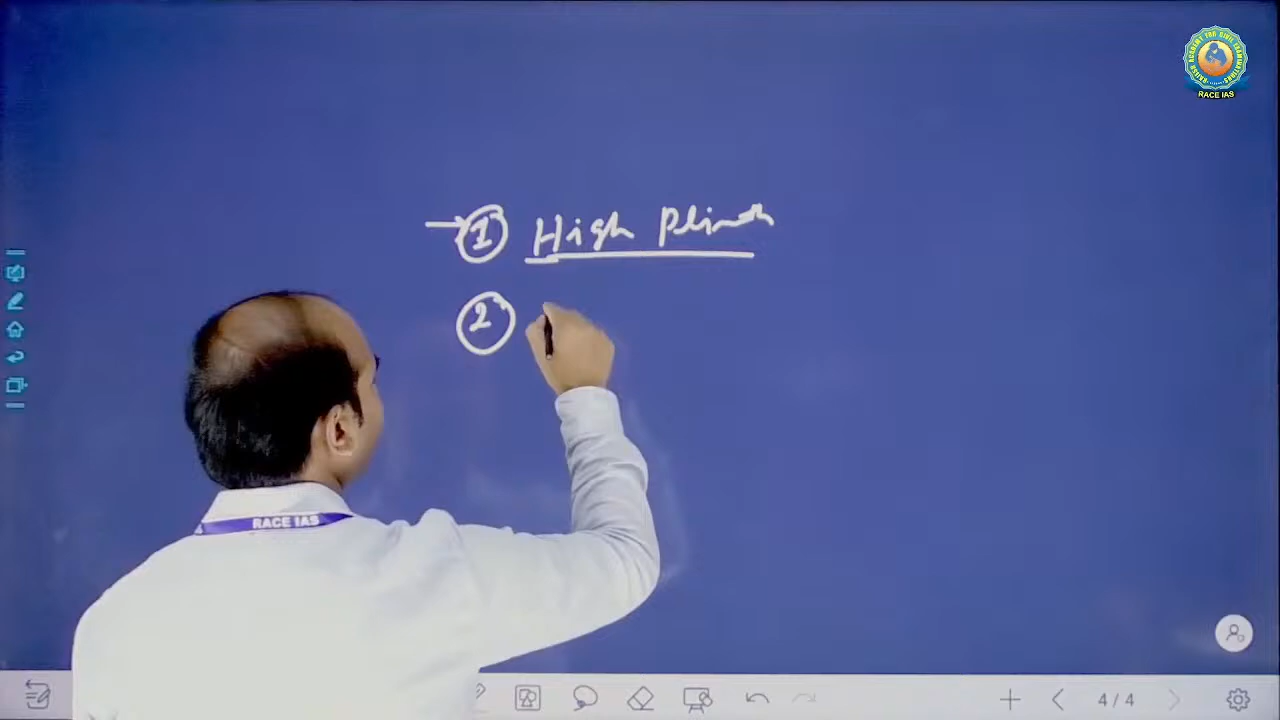 RACE IAS
① High Plinth
②
RACE IAS
4/4